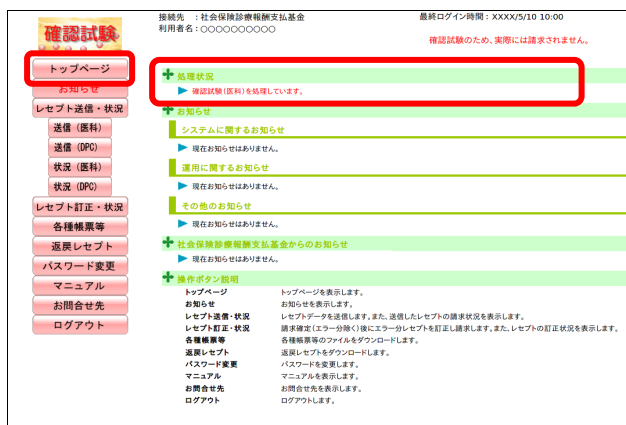 確認試験
接続先　：社会保険診療報酬支払基金
利用者名：○○○○○○○○○○
最終ログイン時間：XXXX/5/10 10:00
確認試験のため、実際には請求されません。
トップページ
お知らせ
レセプト送信・状況
送信（医科）
送信（DPC）
状況（医科）
状況（DPC）
レセプト訂正・状況
各種帳票等
返戻レセプト
パスワード変更
マニュアル
お問合せ先
ログアウト
処理状況
確認試験(医科)を処理しています。
お知らせ
システムに関するお知らせ
現在お知らせはありません。
運用に関するお知らせ
現在お知らせはありません。
その他のお知らせ
現在お知らせはありません。
社会保険診療報酬支払基金からのお知らせ
現在お知らせはありません。
操作ボタン説明
トップページ　トップページを表示します。
お知らせ　お知らせを表示します。
レセプト送信・状況　レセプトデータを送信します。また、送信したレセプトの請求状況を表示します。
レセプト訂正・状況　請求確定(エラー分除く)後にエラー分レセプトを訂正し請求します。また、レセプトの訂正状況を表示します。
各種帳票等　各種帳票等のファイルをダウンロードします。
返戻レセプト　返戻レセプトをダウンロードします。
パスワード変更　パスワードを変更します。
マニュアル　マニュアルを表示します。
お問合せ先　お問合せ先を表示します。
ログアウト　ログアウトします。